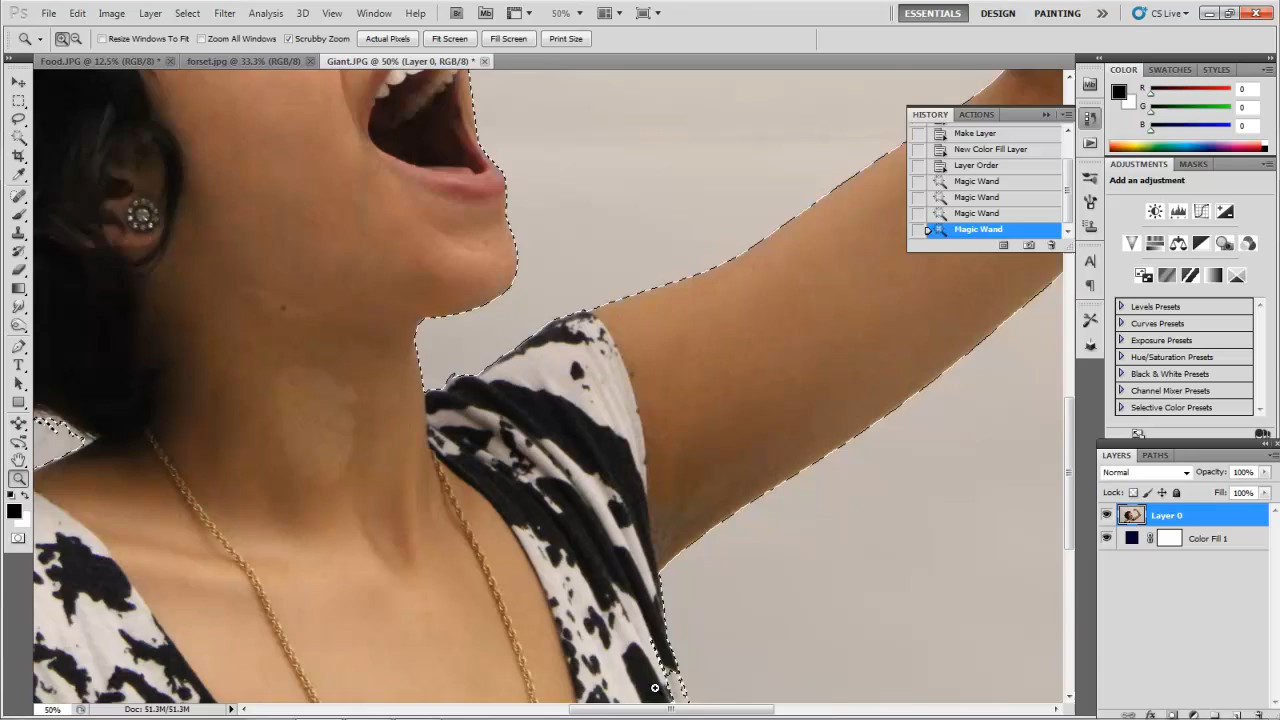 Ps File Edit Image Layer Select Filter Analysis 3D View Window Help Br Mb 50% ESSENTIALS DESIGN PAINTING CS Live
Resize Windows To Fit Zoom All Windows Scrubby Zoom Actual Pixels Fit Screen Fill Screen Print Size
Food.JPG @ 12.5% (RGB/8) * forset.jpg @ 33.3% (RGB/8) Giant.JPG @ 50% (Layer 0, RGB/8) *
COLOR SWATCHES STYLES
R 0
G 0
B 0
HISTORY ACTIONS
Make Layer
New Color Fill Layer
Layer Order
Magic Wand
Magic Wand
Magic Wand
Magic Wand
ADJUSTMENTS MASKS
Add an adjustment
Levels Presets
Curves Presets
Exposure Presets
Hue/Saturation Presets
Black & White Presets
Channel Mixer Presets
Selective Color Presets
LAYERS PATHS
Normal Opacity: 100%
Lock: Fill: 100%
Layer 0
Color Fill 1
50% Doc: 51.3M/51.3M